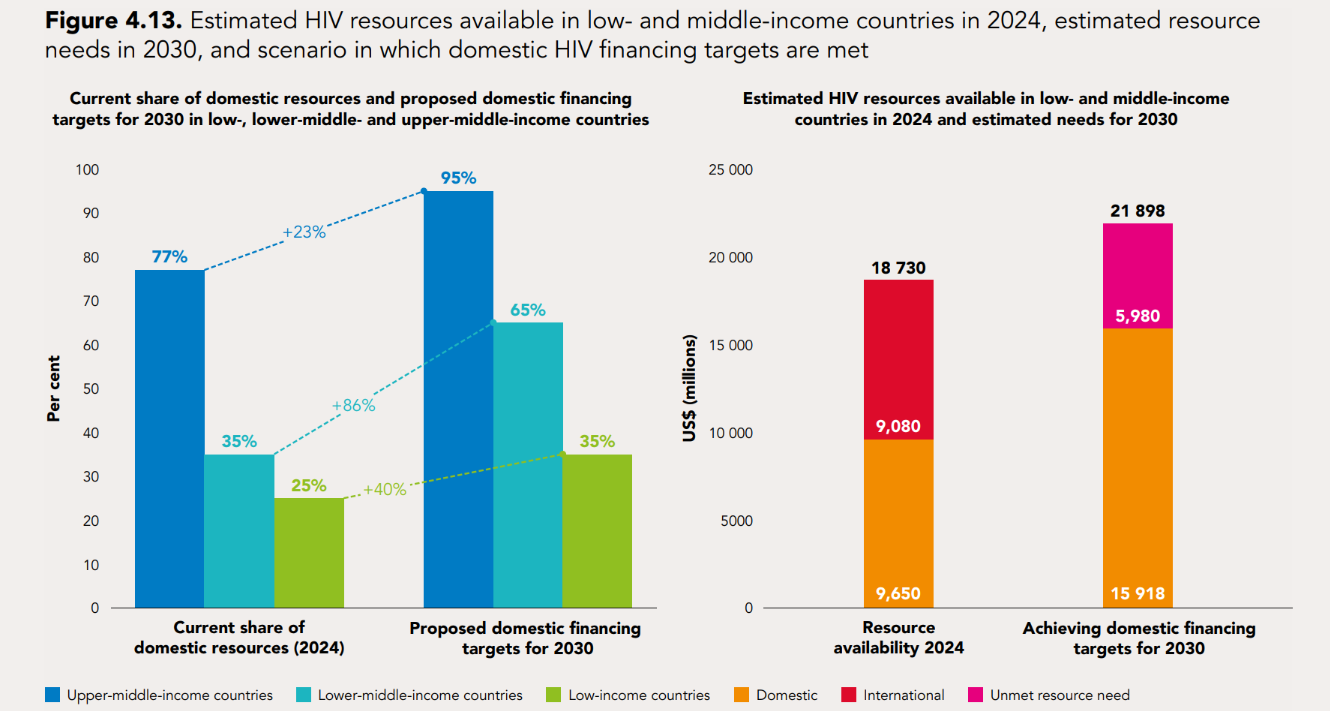 Figure 4.13. Estimated HIV resources available in low- and middle-income countries in 2024, estimated resource
needs in 2030, and scenario in which domestic HIV financing targets are met
Current share of domestic resources and proposed domestic financing
targets for 2030 in low-, lower-middle- and upper-middle-income countries
Per cent
100
90
80
70
60
50
40
30
20
10
0
77%
35%
25%
+23%
+86%
+40%
95%
65%
35%
Current share of
domestic resources (2024)
Proposed domestic financing
targets for 2030
Estimated HIV resources available in low- and middle-income
countries in 2024 and estimated needs for 2030
US$ (millions)
25 000
20 000
15 000
10 000
5000
0
18 730
9,080
9,650
21 898
5,980
15 918
Resource
availability 2024
Achieving domestic financing
targets for 2030
Upper-middle-income countries
Lower-middle-income countries
Low-income countries
Domestic
International
Unmet resource need